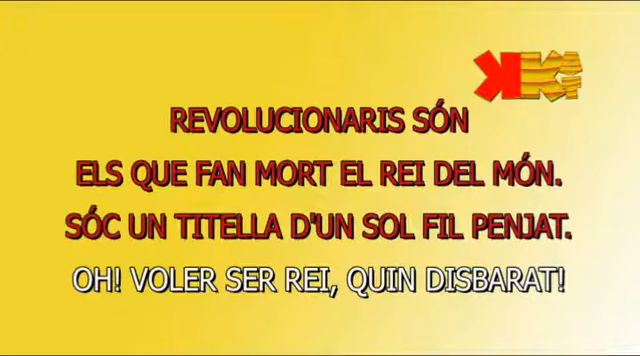 REVOLUCIONARIS SÓN
ELS QUE FAN MORT EL REI DEL MÓN.
SÓC UN TITELLA D'UN SOL FIL PENJAT.
OH! VOLER SER REI, QUIN DISBARAT!